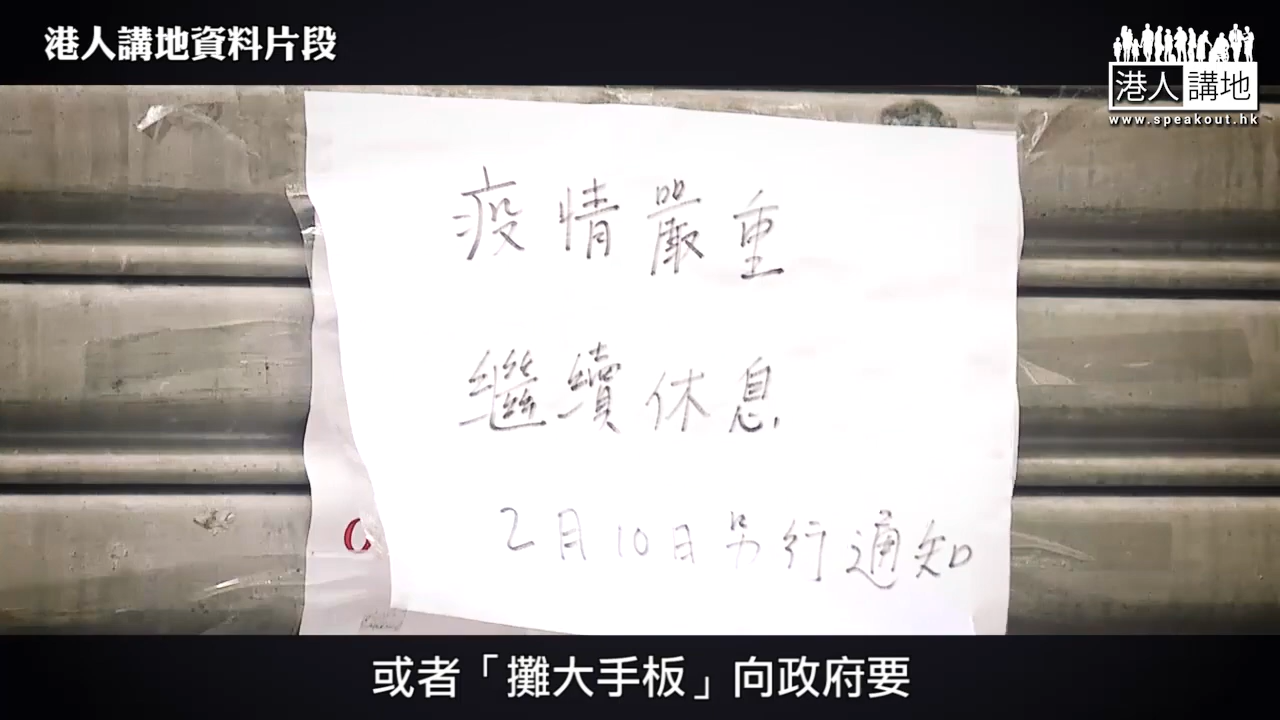 港人講地資料片段
港人講地
www.speakout.hk
疫情嚴重
繼續休息
2月10日另行通知
或者「攤大手板」向政府要